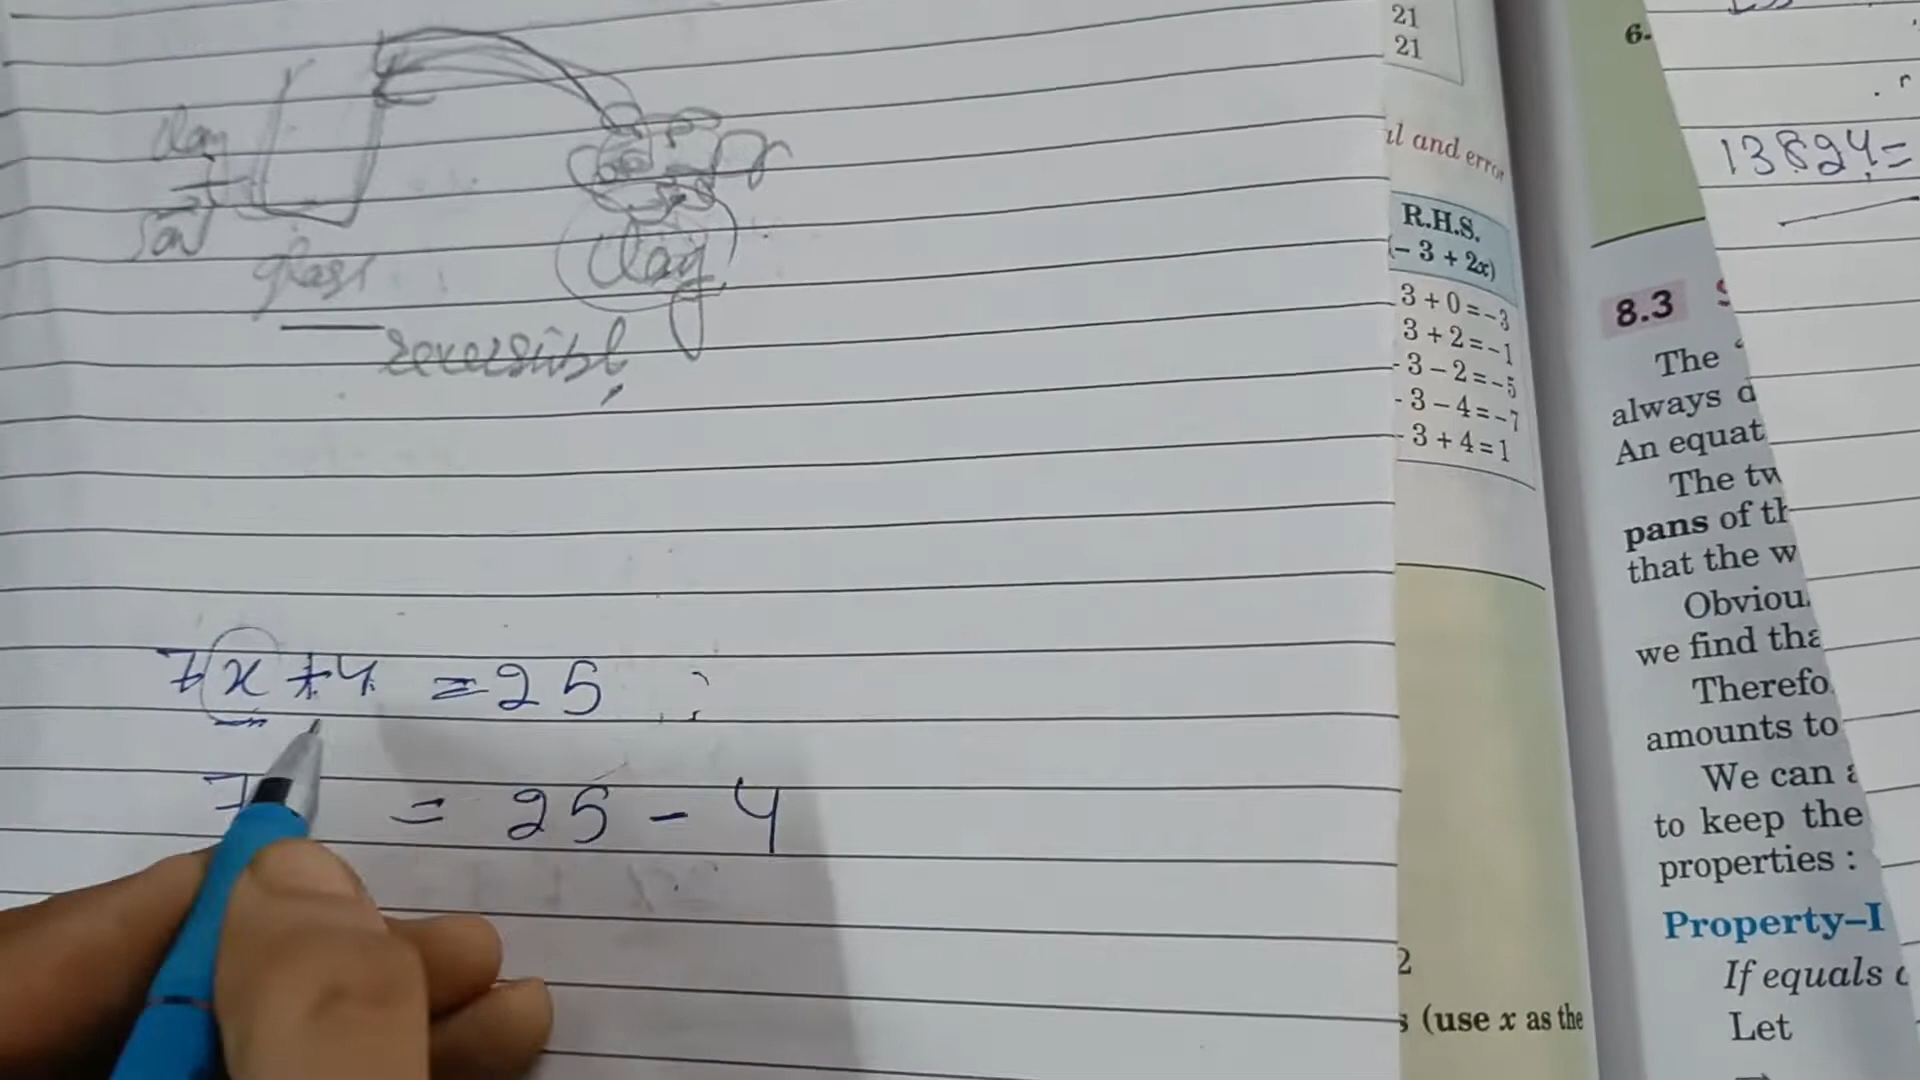 clay
glass
clay
reversibl
7x + 4 = 25
7 = 25 - 4
21
21
and error
R.H.S.
(– 3 + 2x)
3 + 0 = –3
3 + 2 = –1
- 3 – 2 = –5
- 3 – 4 = –7
3 + 4 = 1
2
(use x as the
6.
13824=
8.3
The
always
An equat
The tw
pans of
that the w
Obviou
we find tha
Therefo
amounts to
We can
to keep the
properties :
Property–I
If equals
Let